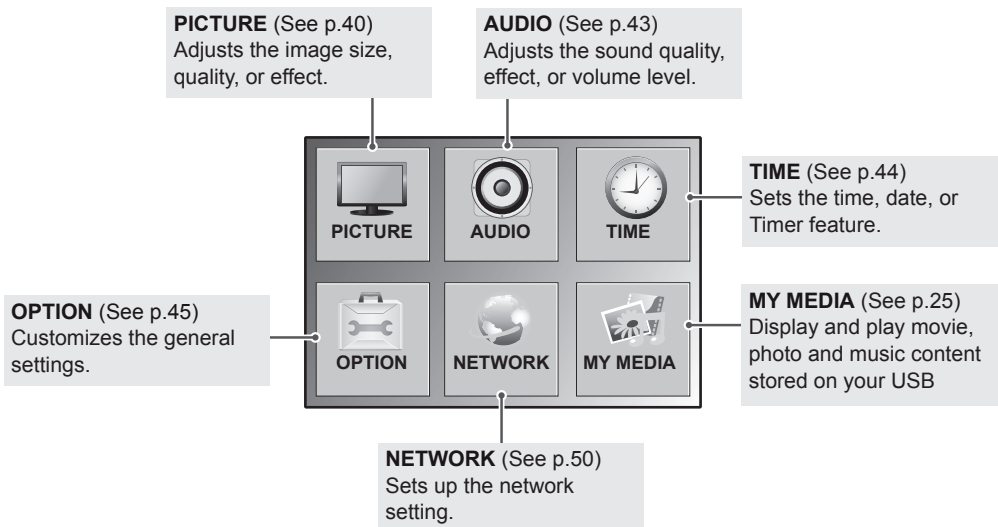 PICTURE (See p.40)
Adjusts the image size,
quality, or effect.
AUDIO (See p.43)
Adjusts the sound quality,
effect, or volume level.
PICTURE
AUDIO
TIME
TIME (See p.44)
Sets the time, date, or
Timer feature.
OPTION (See p.45)
Customizes the general
settings.
OPTION
NETWORK
MY MEDIA
MY MEDIA (See p.25)
Display and play movie,
photo and music content
stored on your USB
NETWORK (See p.50)
Sets up the network
setting.